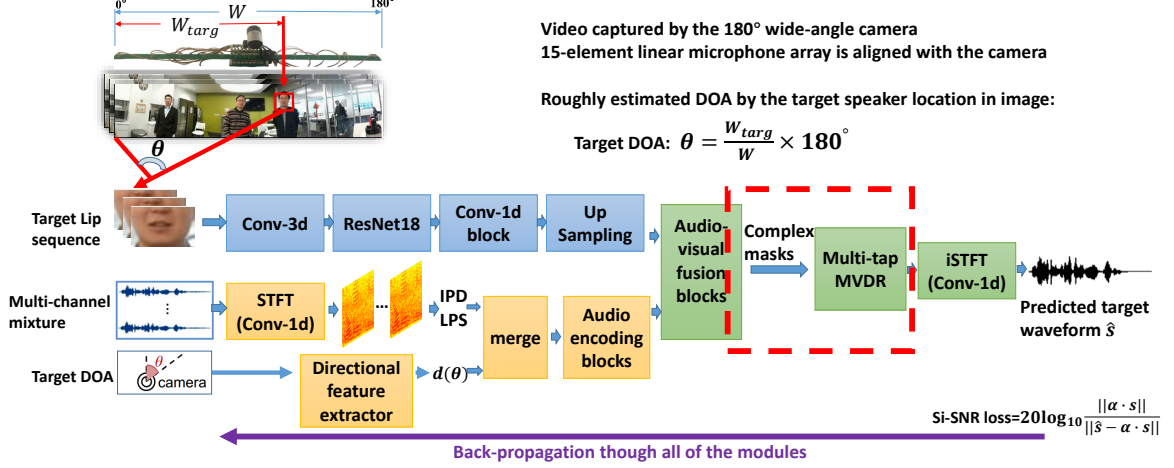 0° W 180°
W_targ
Video captured by the 180° wide-angle camera
15-element linear microphone array is aligned with the camera
Roughly estimated DOA by the target speaker location in image:
Target DOA: θ = W_targ / W × 180°
θ
Target Lip
sequence
Conv-3d
ResNet18
Conv-1d
block
Up
Sampling
Audio-
visual
fusion
blocks
Complex
masks
Multi-tap
MVDR
iSTFT
(Conv-1d)
Predicted target
waveform ŝ
Multi-channel
mixture
⋮
STFT
(Conv-1d)
...
IPD
LPS
merge
Audio
encoding
blocks
Target DOA
θ
camera
Directional
feature
extractor
d(θ)
Si-SNR loss=20log₁₀ ||α · s|| / ||ŝ − α · s||
Back-propagation though all of the modules